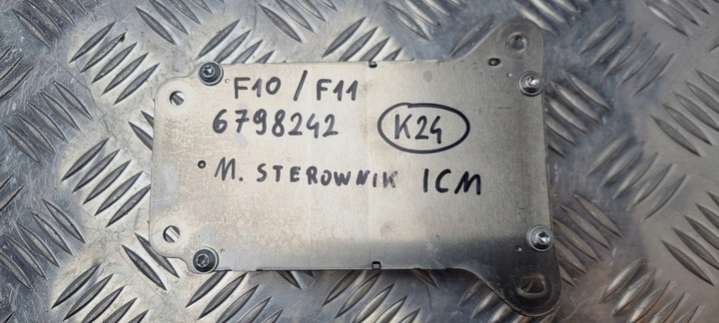 F10/F11
6798242 K24
M. STEROWNIK ICM